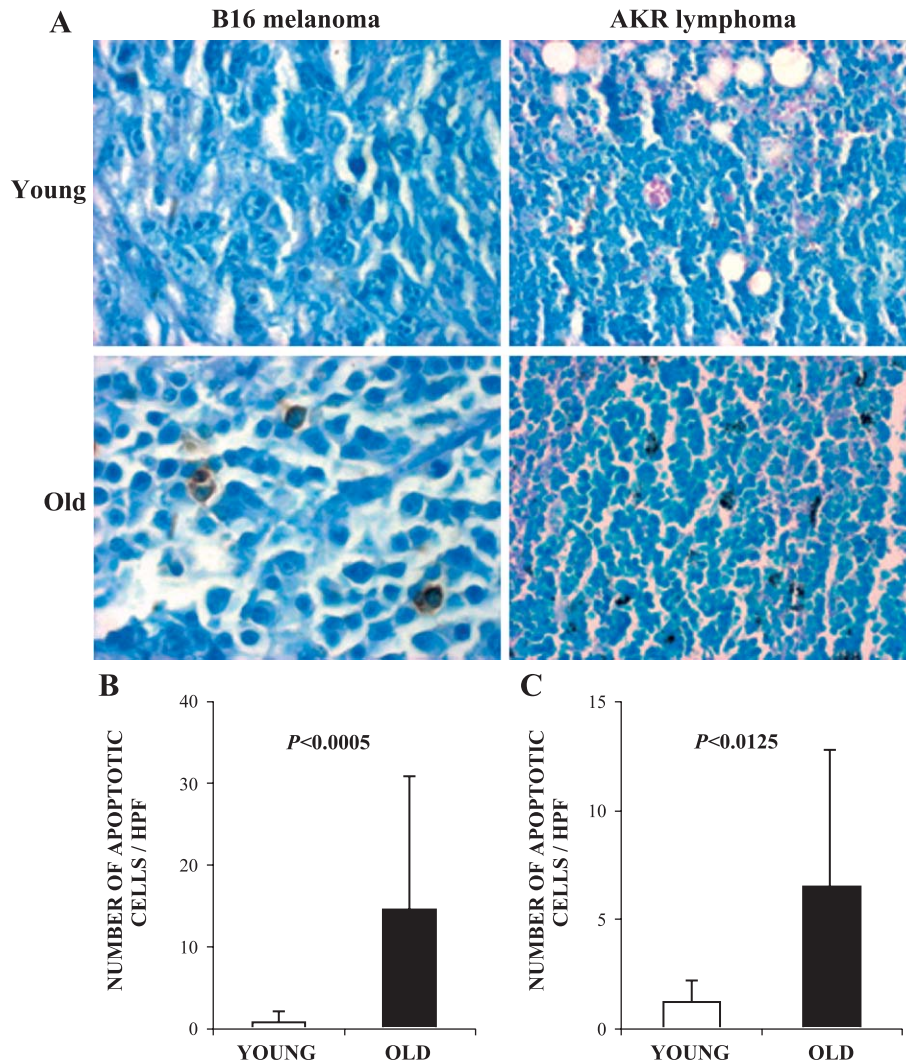 A
B16 melanoma
AKR lymphoma
Young
Old
B
NUMBER OF APOPTOTIC
CELLS / HPF
40
30
20
10
0
P<0.0005
YOUNG
OLD
C
NUMBER OF APOPTOTIC
CELLS / HPF
15
10
5
0
P<0.0125
YOUNG
OLD